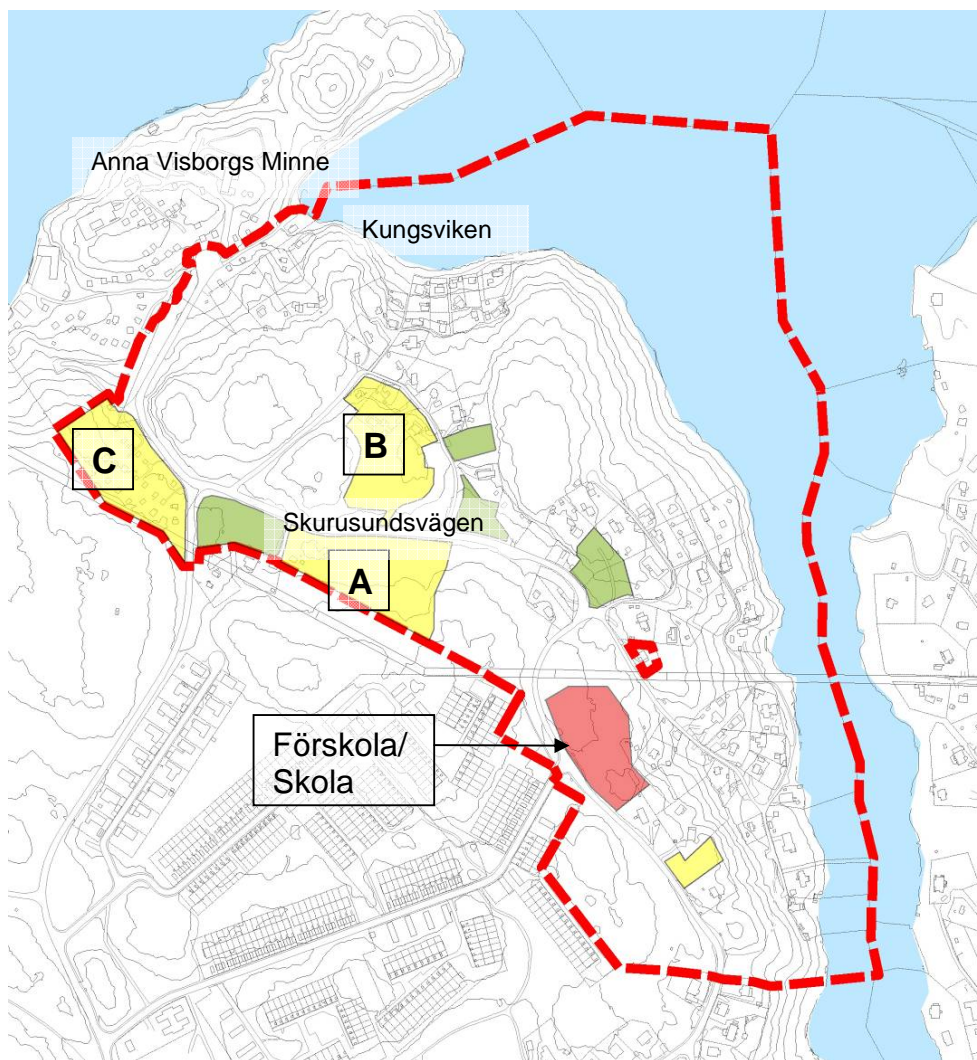 Anna Visborgs Minne
Kungsviken
B
C
Skurusundsvägen
A
Förskola/
Skola